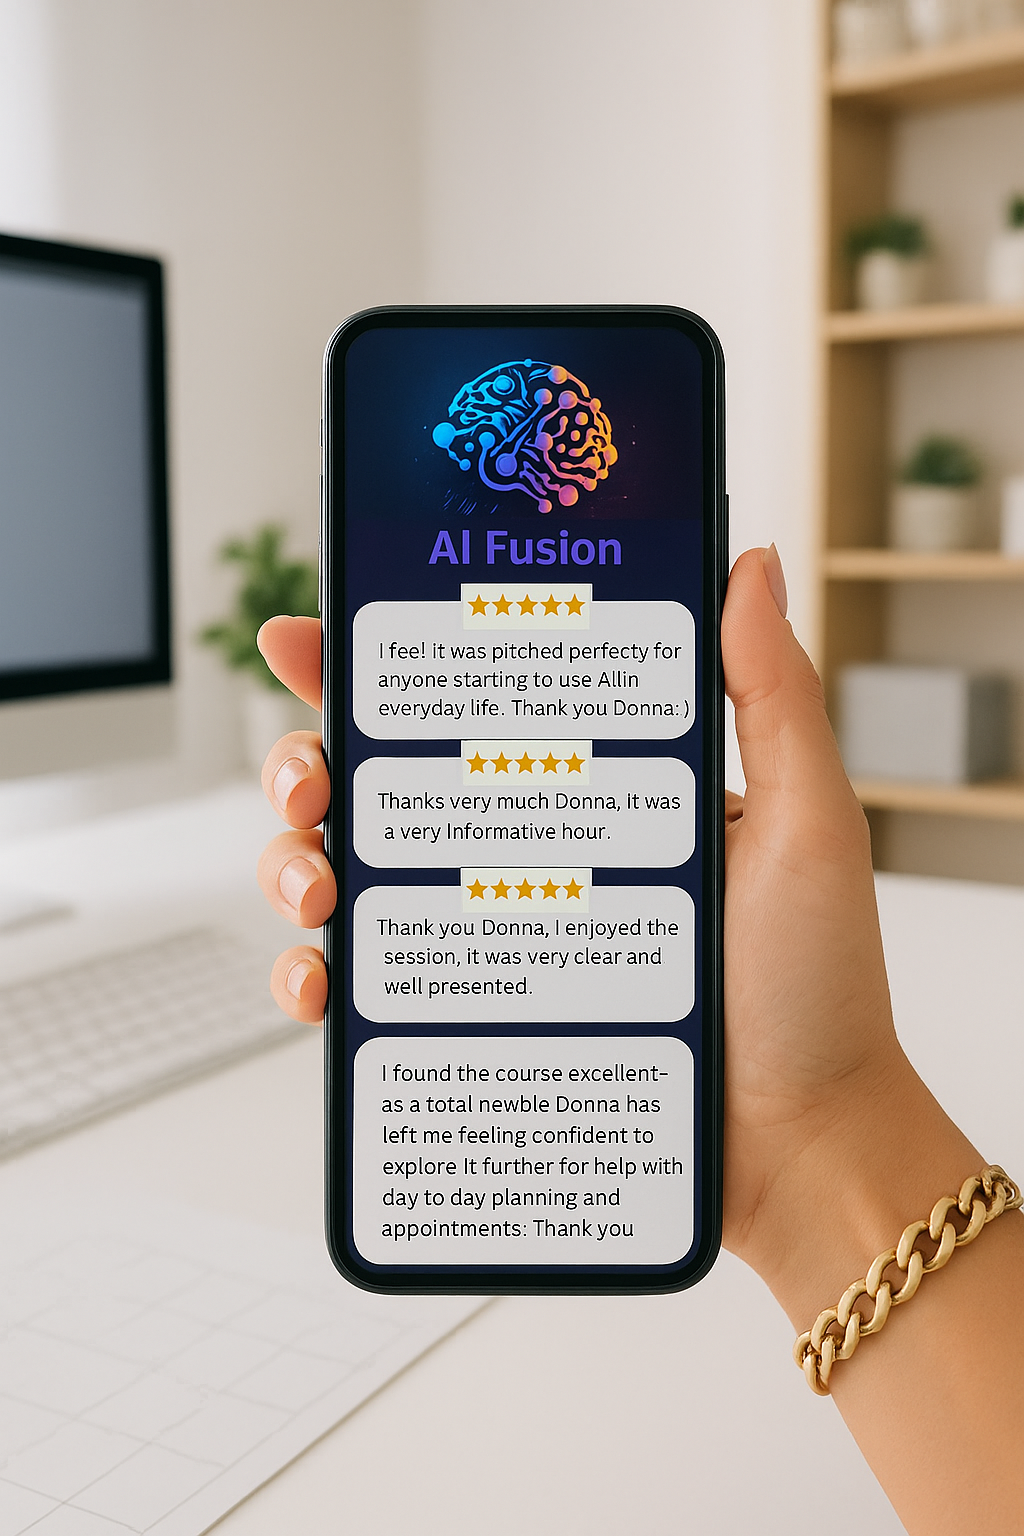 AI Fusion
I fee! it was pitched perfecty for
anyone starting to use Allin
everyday life. Thank you Donna:)
Thanks very much Donna, It was
a very Informative hour.
Thank you Donna, I enjoyed the
session, it was very clear and
well presented.
I found the course excellent–
as a total newble Donna has
left me feeling confident to
explore It further for help with
day to day planning and
appointments: Thank you